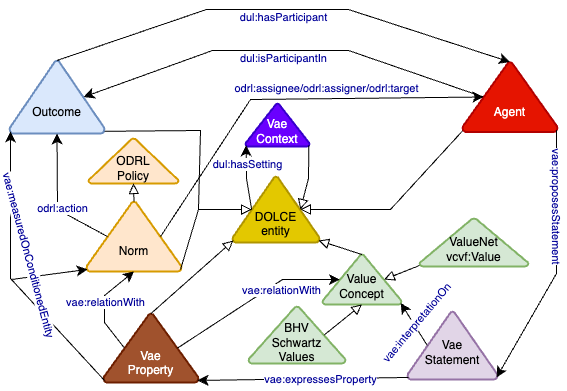 dul:hasParticipant
dul:isParticipantIn
odrl:assignee/odrl:assigner/odrl:target
Outcome
Agent
Vae
Context
ODRL
Policy
dul:hasSetting
vae:proposesStatement
vae:measuredOnConditionedEntity
odrl:action
DOLCE
entity
Norm
ValueNet
vcvf:Value
vae:relationWith
vae:relationWith
Value
Concept
BHV
Schwartz
Values
vae:interpretationOn
Vae
Property
Vae
Statement
vae:expressesProperty